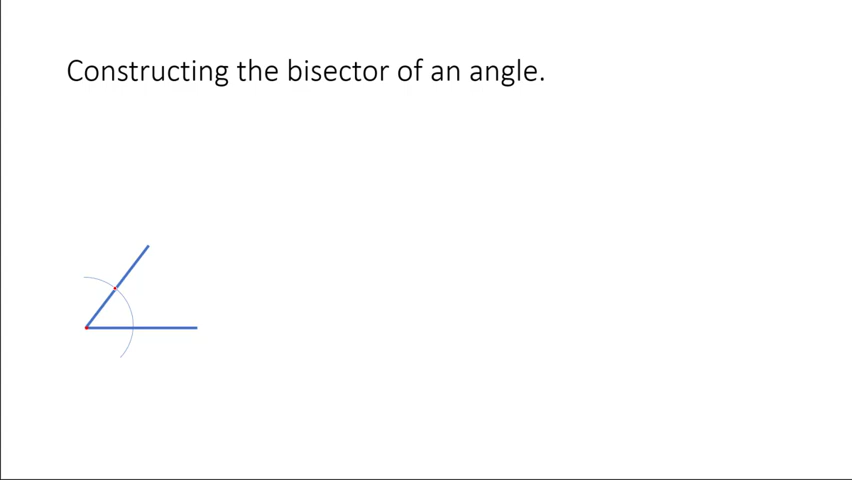 Constructing the bisector of an angle.